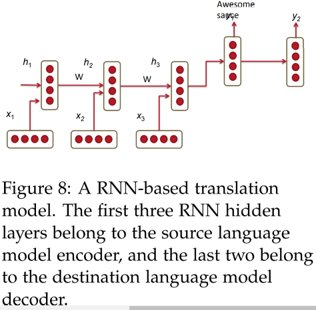 Awesome
sauce
y₁
y₂
h₁
h₂
h₃
W
W
x₁
x₂
x₃
Figure 8: A RNN-based translation
model. The first three RNN hidden
layers belong to the source language
model encoder, and the last two belong
to the destination language model
decoder.